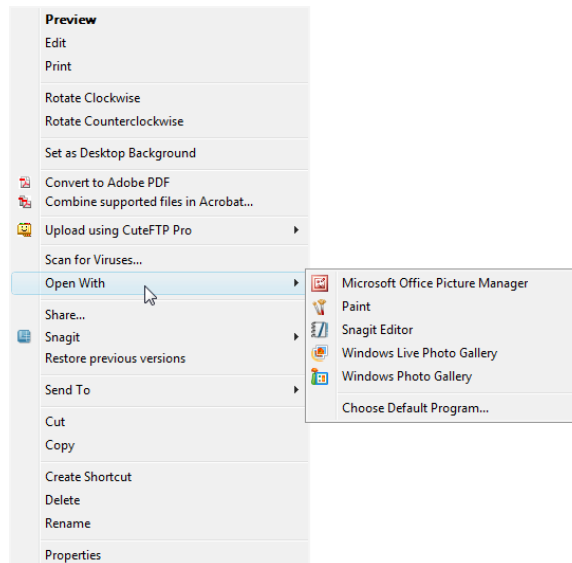 Preview
Edit
Print
Rotate Clockwise
Rotate Counterclockwise
Set as Desktop Background
Convert to Adobe PDF
Combine supported files in Acrobat...
Upload using CuteFTP Pro
Scan for Viruses...
Open With
Share...
Snagit
Restore previous versions
Send To
Cut
Copy
Create Shortcut
Delete
Rename
Properties
Microsoft Office Picture Manager
Paint
Snagit Editor
Windows Live Photo Gallery
Windows Photo Gallery
Choose Default Program...